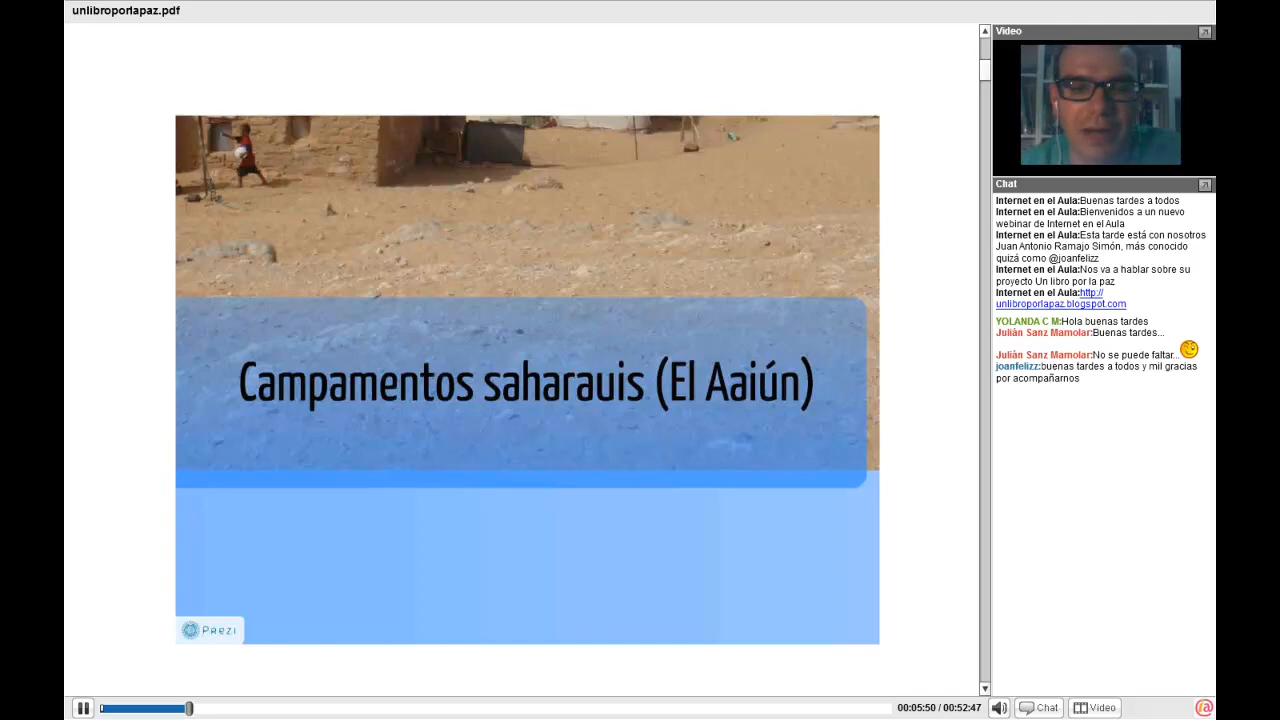 unlibroporlapaz.pdf
Campamentos saharauis (El Aaiún)
Prezi
Video
Chat
Internet en el Aula:Buenas tardes a todos
Internet en el Aula:Bienvenidos a un nuevo
webinar de Internet en el Aula
Internet en el Aula:Esta tarde está con nosotros
Juan Antonio Ramajo Simón, más conocido
quizá como @joanfelizz
Internet en el Aula:Nos va a hablar sobre su
proyecto Un libro por la paz
Internet en el Aula:http://
unlibroporlapaz.blogspot.com
YOLANDA C M:Hola buenas tardes
Julián Sanz Mamolar:Buenas tardes...
Julián Sanz Mamolar:No se puede faltar...
joanfelizz:buenas tardes a todos y mil gracias
por acompañarnos
00:05:50 / 00:52:47
Chat
Video